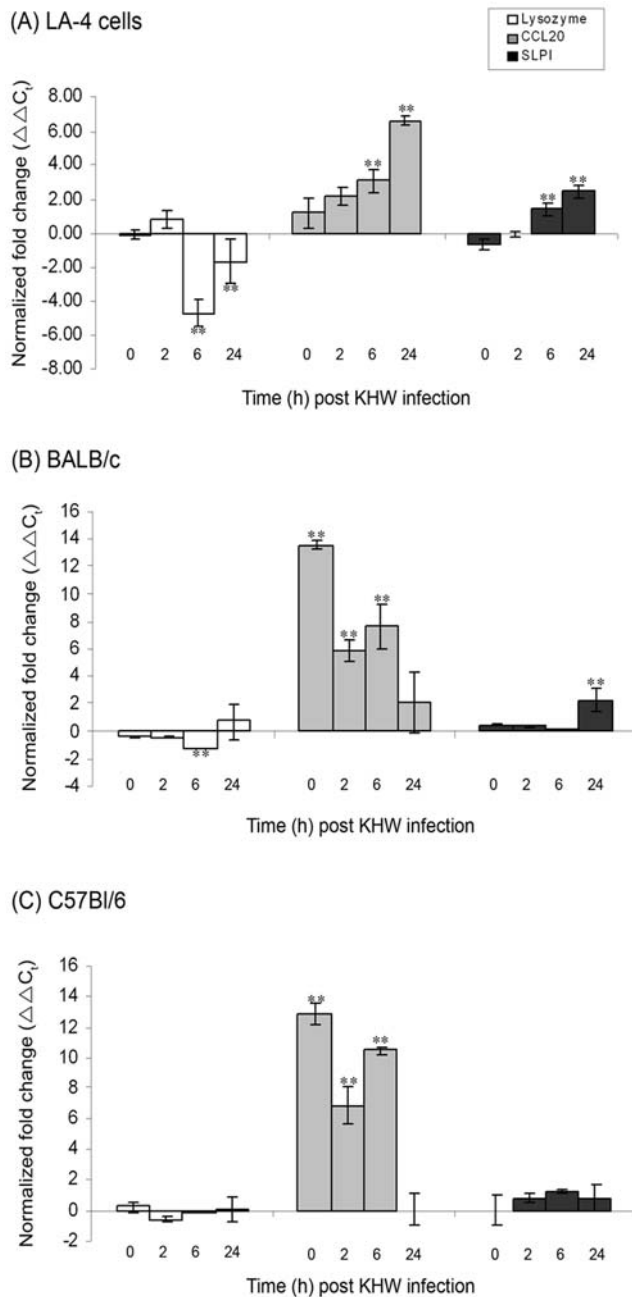 (A) LA-4 cells
Lysozyme
CCL20
SLPI
Normalized fold change (△△Ct)
8.00
6.00
4.00
2.00
0.00
-2.00
-4.00
-6.00
-8.00
**
**
**
**
**
**
0 2 6 24 0 2 6 24 0 2 6 24
Time (h) post KHW infection
(B) BALB/c
Normalized fold change (△△Ct)
16
14
12
10
8
6
4
2
0
-2
-4
**
**
**
**
**
0 2 6 24 0 2 6 24 0 2 6 24
Time (h) post KHW infection
(C) C57Bl/6
Normalized fold change (△△Ct)
16
14
12
10
8
6
4
2
0
-2
**
**
**
0 2 6 24 0 2 6 24 0 2 6 24
Time (h) post KHW infection